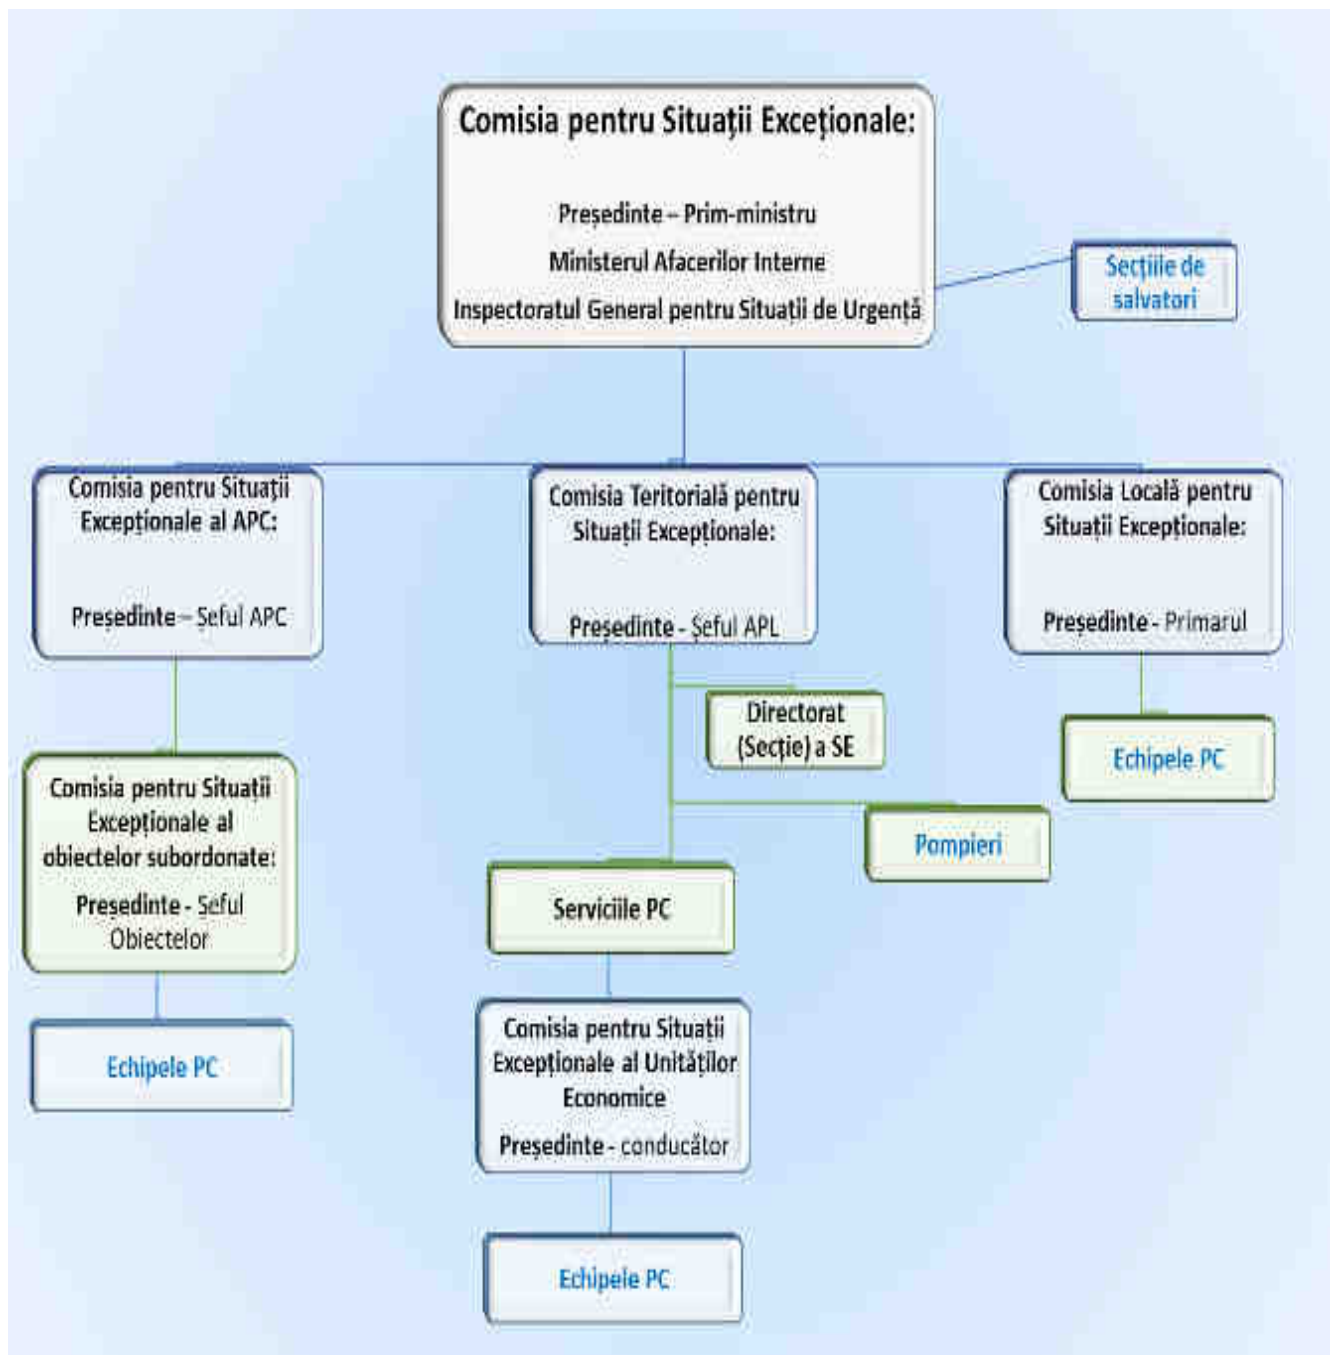 Comisia pentru Situații Exceționale:
Președinte – Prim-ministru
Ministerul Afacerilor Interne
Inspectoratul General pentru Situații de Urgență
Secțiile de
salvatori
Comisia pentru Situații
Excepționale al APC:
Președinte – Șeful APC
Comisia Teritorială pentru
Situații Excepționale:
Președinte - Șeful APL
Comisia Locală pentru
Situații Excepționale:
Președinte - Primarul
Directorat
(Secție) a SE
Echipele PC
Comisia pentru Situații
Excepționale al
obiectelor subordonate:
Președinte - Șeful
Obiectelor
Pompieri
Serviciile PC
Echipele PC
Comisia pentru Situații
Excepționale al Unităților
Economice
Președinte - conducător
Echipele PC